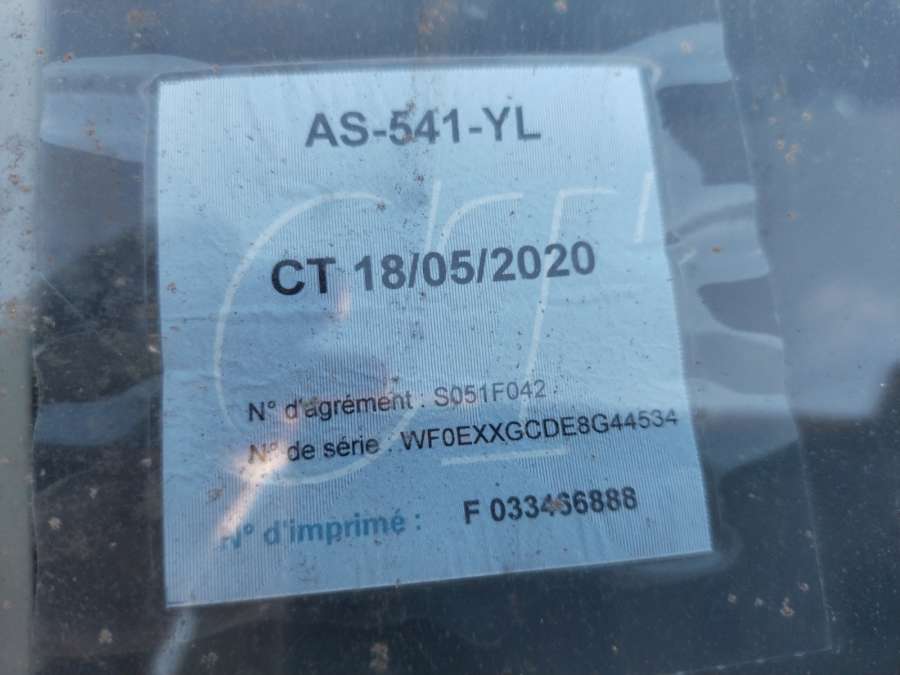 AS-541-YL
CT 18/05/2020
N° d'agrément : S051F042
N° de série : WF0EXXGCDE8G44534
N° d'imprimé : F 033466888